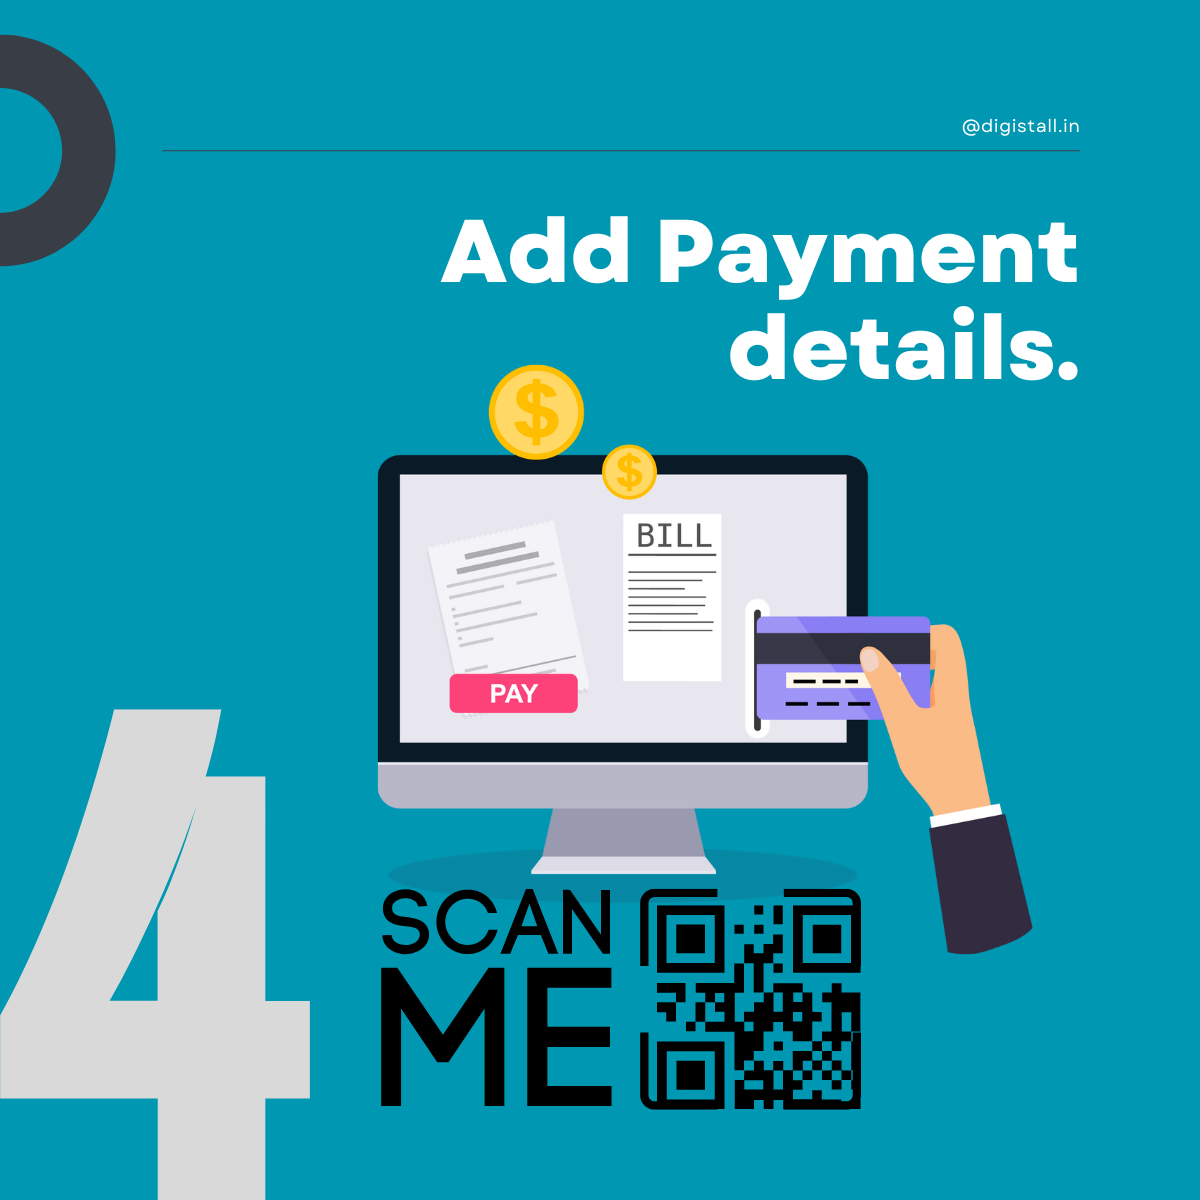 @digistall.in
Add Payment
details.
$
$
BILL
PAY
4
SCAN
ME